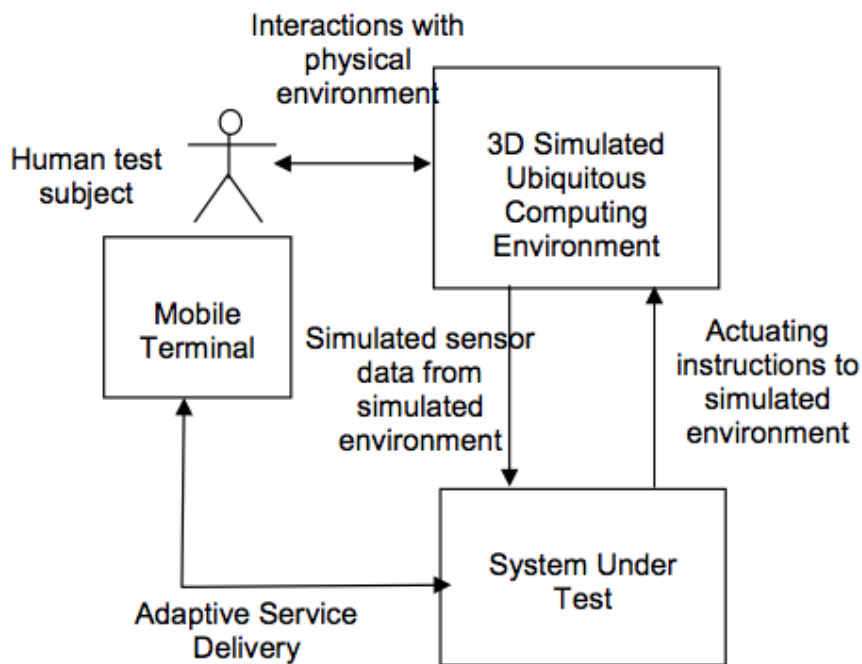 Interactions with
physical
environment
Human test
subject
3D Simulated
Ubiquitous
Computing
Environment
Mobile
Terminal
Simulated sensor
data from
simulated
environment
Actuating
instructions to
simulated
environment
System Under
Test
Adaptive Service
Delivery